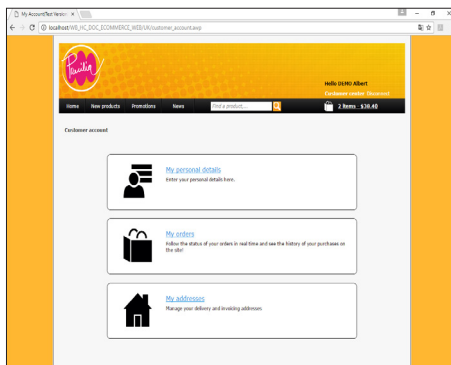 My Account(Test Version
localhost/WB_HC_DOC_ECOMMERCE_WEB/UK/customer_account.awp
Hello DEMO Albert
Customer center Disconnect
Home New products Promotions News Find a product... 2 Items - $38.40
Customer account
My personal details
Enter your personal details here.
My orders
Follow the status of your orders in real time and see the history of your purchases on
the site!
My addresses
Manage your delivery and invoicing addresses